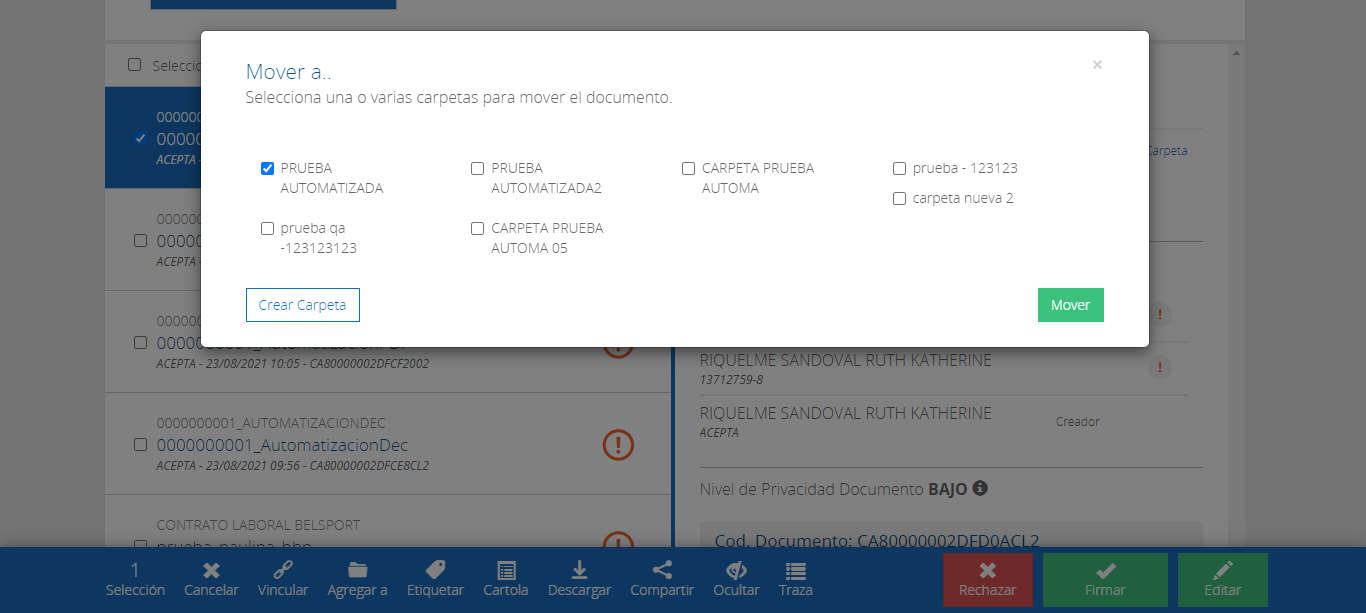 Mover a..
×
Selecciona una o varias carpetas para mover el documento.
PRUEBA
AUTOMATIZADA
PRUEBA
AUTOMATIZADA2
CARPETA PRUEBA
AUTOMA
prueba - 123123
carpeta nueva 2
prueba qa
-123123123
CARPETA PRUEBA
AUTOMA 05
Crear Carpeta
Mover
ACEPTA -
Carpeta
ACEPTA -
ACEPTA - 23/08/2021 10:05 - CA80000002DFCF2002
0000000001_AUTOMATIZACIONDEC
0000000001_AutomatizacionDec
ACEPTA - 23/08/2021 09:56 - CA80000002DFCE8CL2
CONTRATO LABORAL BELSPORT
RIQUELME SANDOVAL RUTH KATHERINE
13712759-8
RIQUELME SANDOVAL RUTH KATHERINE
ACEPTA
Creador
Nivel de Privacidad Documento BAJO
Cod. Documento: CA80000002DFD0ACL2
1
Selección
Cancelar
Vincular
Agregar a
Etiquetar
Cartola
Descargar
Compartir
Ocultar
Traza
Rechazar
Firmar
Editar